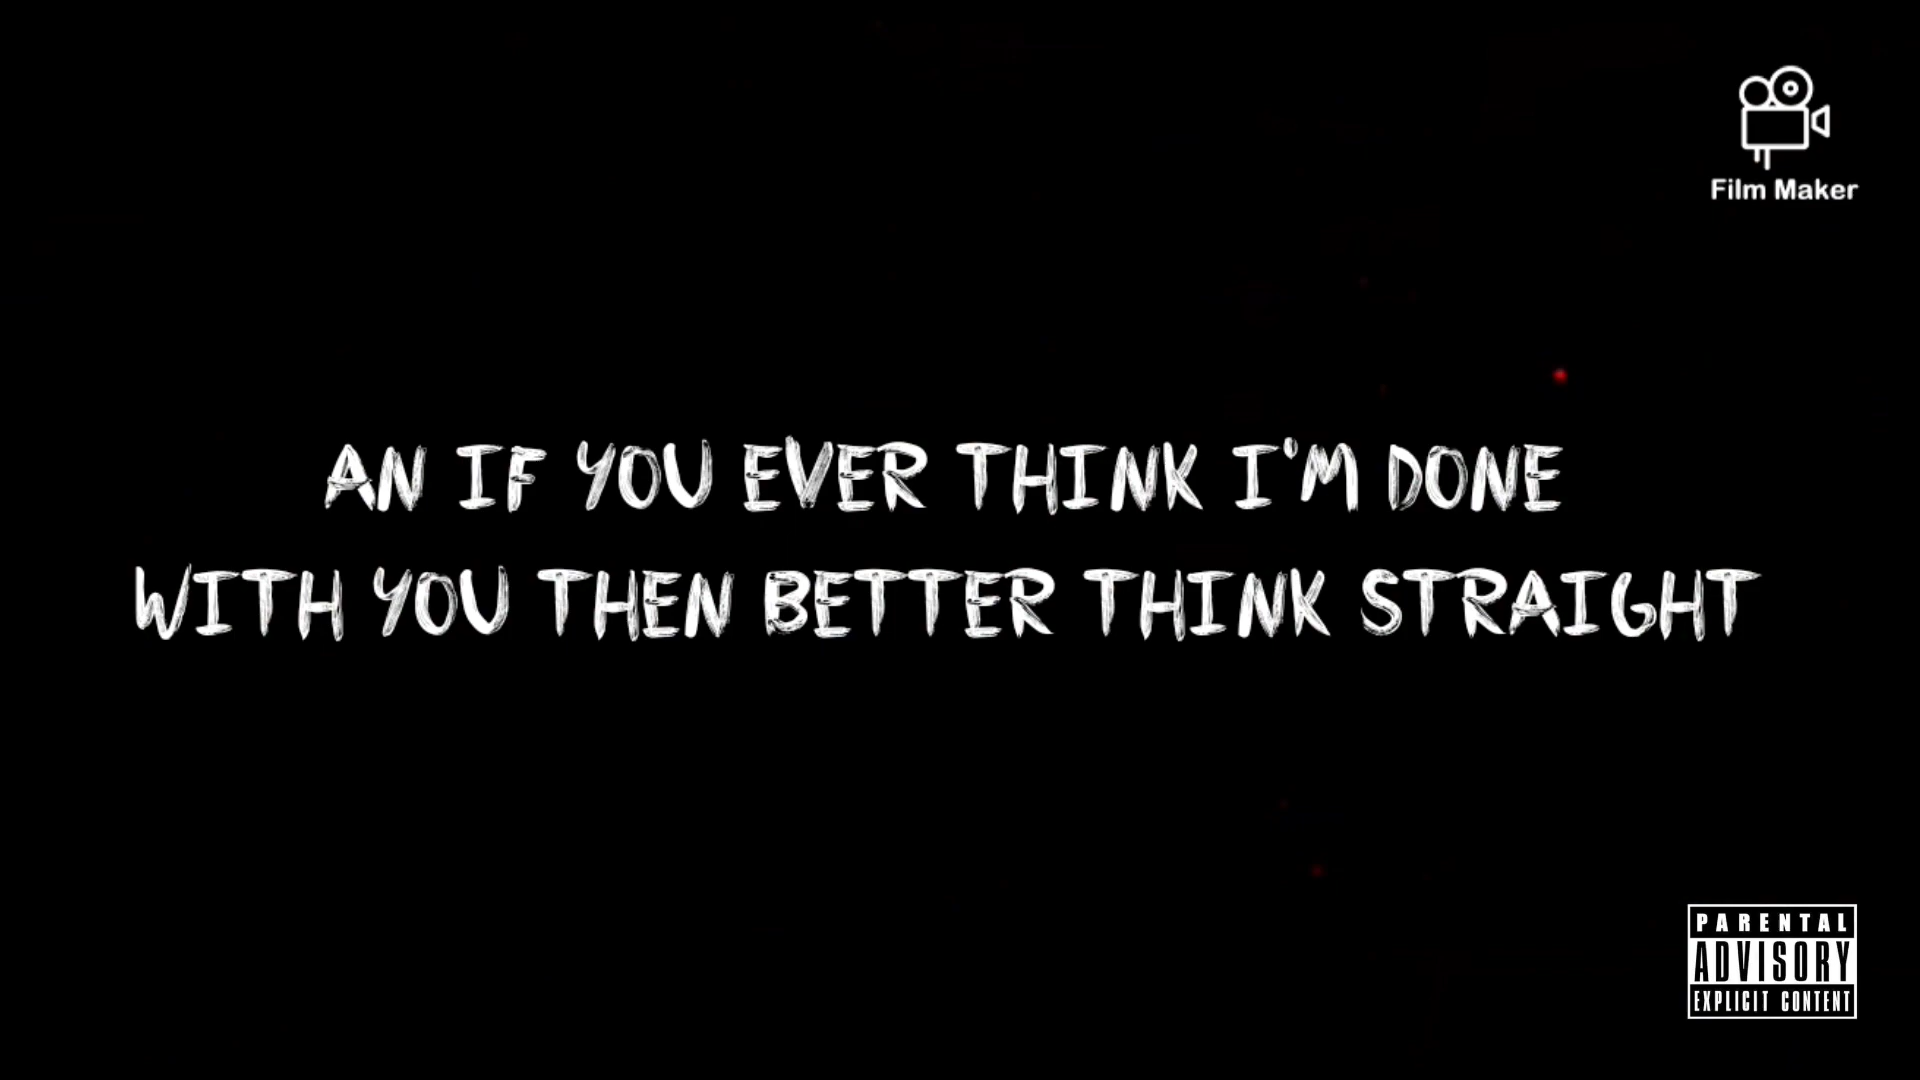 Film Maker
AN IF YOU EVER THINK I'M DONE
WITH YOU THEN BETTER THINK STRAIGHT
PARENTAL
ADVISORY
EXPLICIT CONTENT